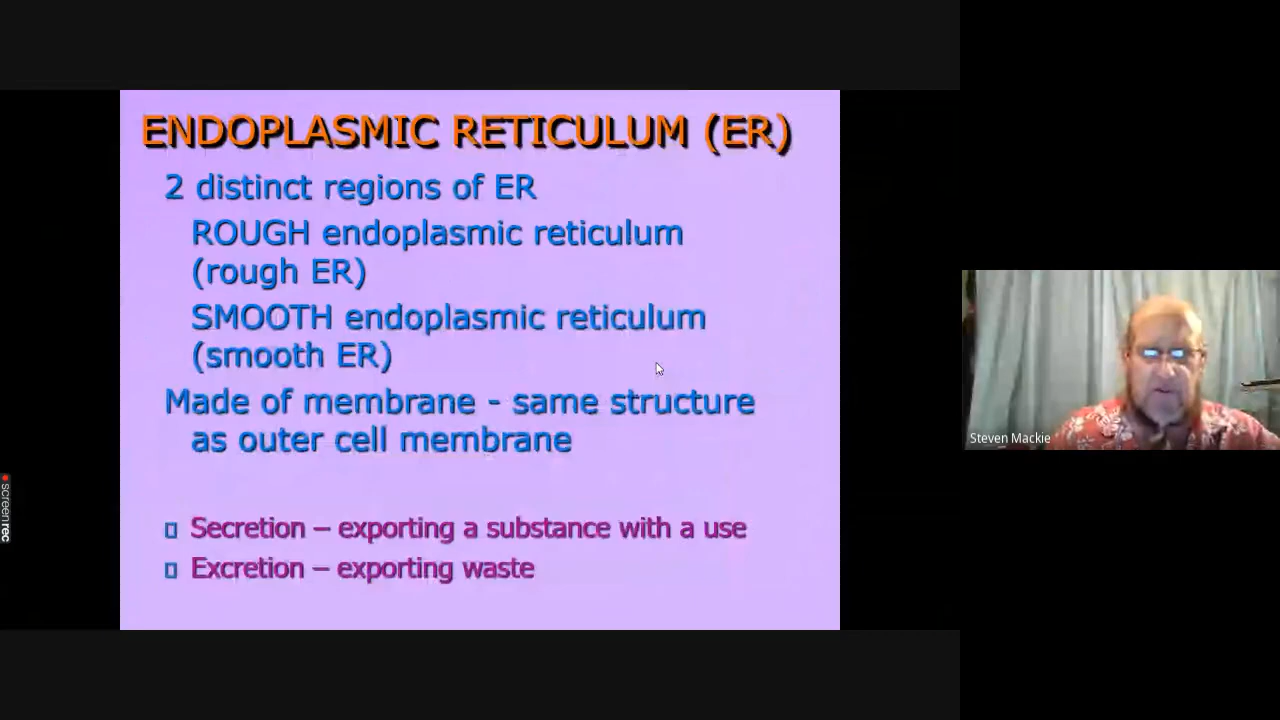 ENDOPLASMIC RETICULUM (ER)
2 distinct regions of ER
ROUGH endoplasmic reticulum
(rough ER)
SMOOTH endoplasmic reticulum
(smooth ER)
Made of membrane - same structure
as outer cell membrane
Secretion – exporting a substance with a use
Excretion – exporting waste
Steven Mackie
screenrec